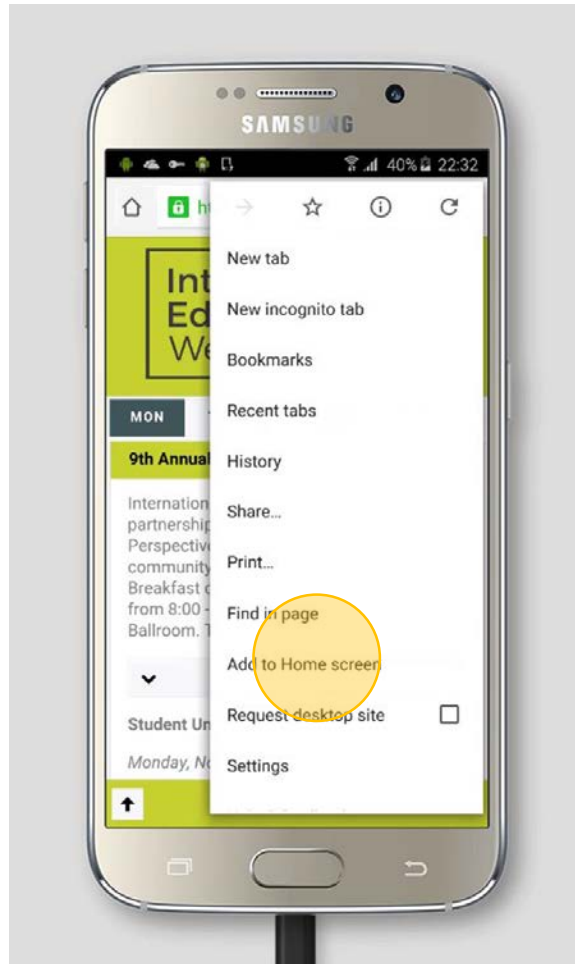 SAMSUNG
40% 22:32
New tab
Int
New incognito tab
Ed
We
Bookmarks
Recent tabs
MON
9th Annual
History
Internation
partnership
Share...
Perspectiv
community
Print...
Breakfast
from 8:00 -
Find in page
Ballroom. T
Add to Home screen
Request desktop site
Student Un
Monday, No
Settings